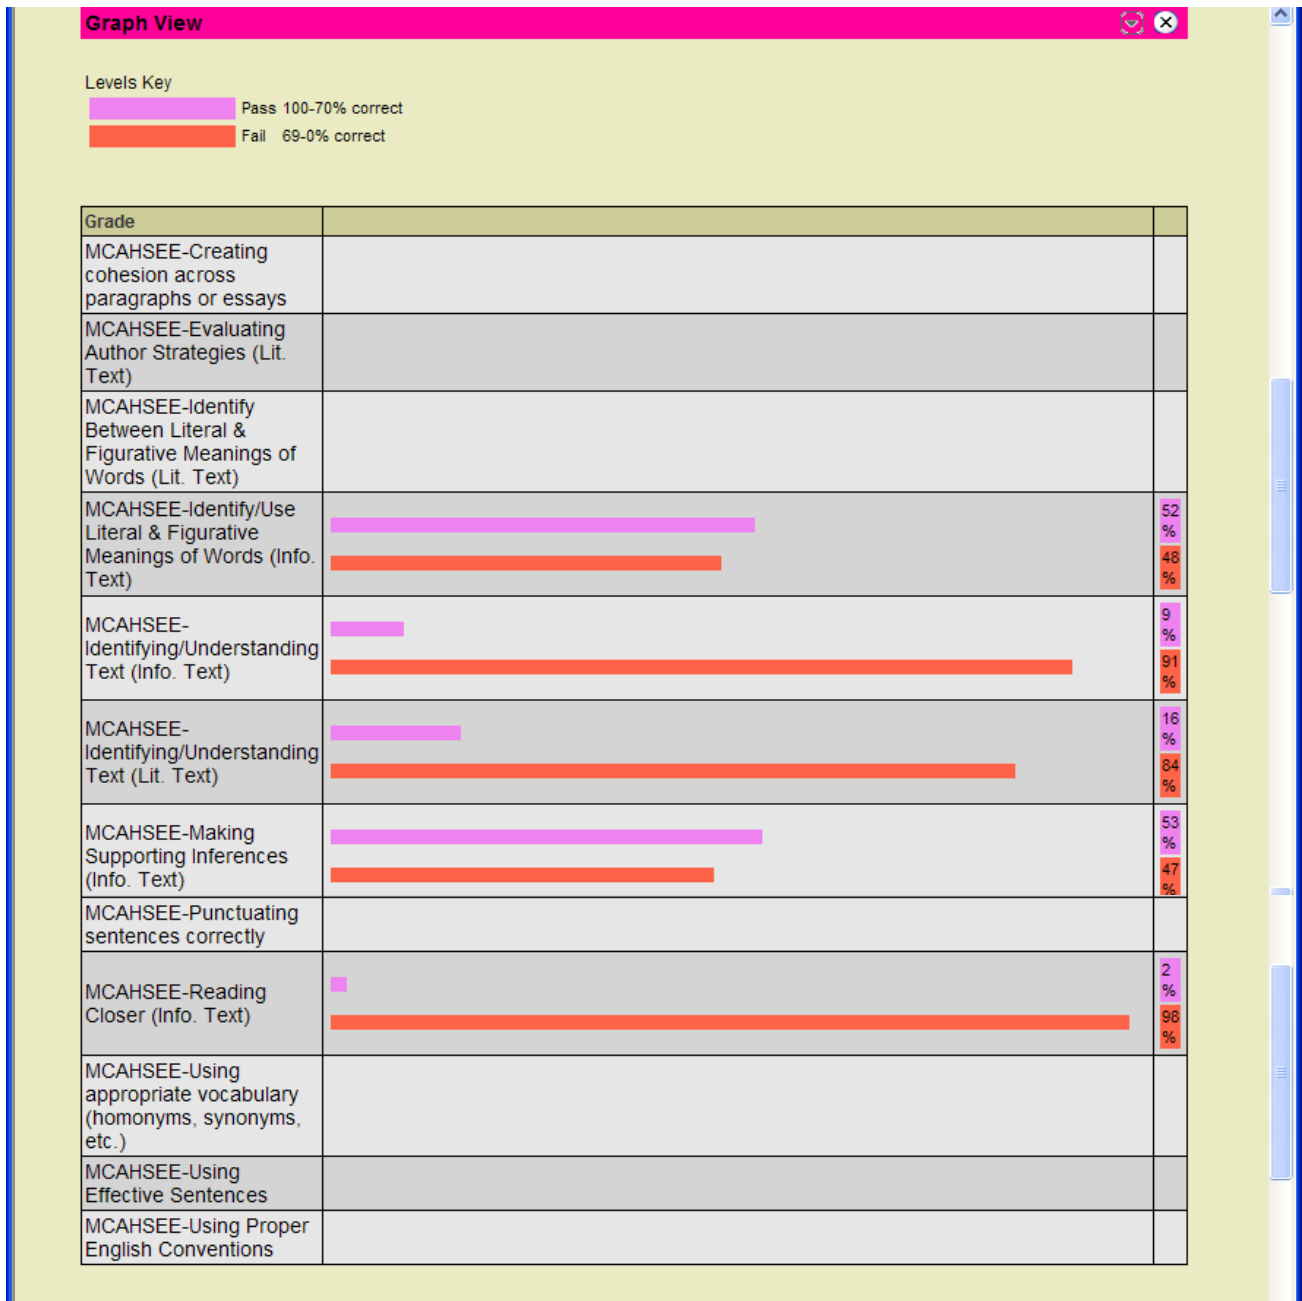 Graph View
Levels Key
Pass 100-70% correct
Fail 69-0% correct
Grade
MCAHSEE-Creating
cohesion across
paragraphs or essays
MCAHSEE-Evaluating
Author Strategies (Lit.
Text)
MCAHSEE-Identify
Between Literal &
Figurative Meanings of
Words (Lit. Text)
MCAHSEE-Identify/Use
Literal & Figurative
Meanings of Words (Info.
Text)
52
%
48
%
MCAHSEE-
Identifying/Understanding
Text (Info. Text)
9
%
91
%
MCAHSEE-
Identifying/Understanding
Text (Lit. Text)
16
%
84
%
MCAHSEE-Making
Supporting Inferences
(Info. Text)
53
%
47
%
MCAHSEE-Punctuating
sentences correctly
MCAHSEE-Reading
Closer (Info. Text)
2
%
98
%
MCAHSEE-Using
appropriate vocabulary
(homonyms, synonyms,
etc.)
MCAHSEE-Using
Effective Sentences
MCAHSEE-Using Proper
English Conventions